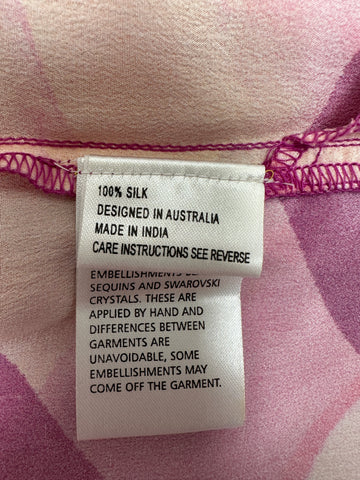 100% SILK
DESIGNED IN AUSTRALIA
MADE IN INDIA
CARE INSTRUCTIONS SEE REVERSE
EMBELLISHMENTS
SEQUINS AND SWAROVSKI
CRYSTALS. THESE ARE
APPLIED BY HAND AND
DIFFERENCES BETWEEN
GARMENTS ARE
UNAVOIDABLE, SOME
EMBELLISHMENTS MAY
COME OFF THE GARMENT.